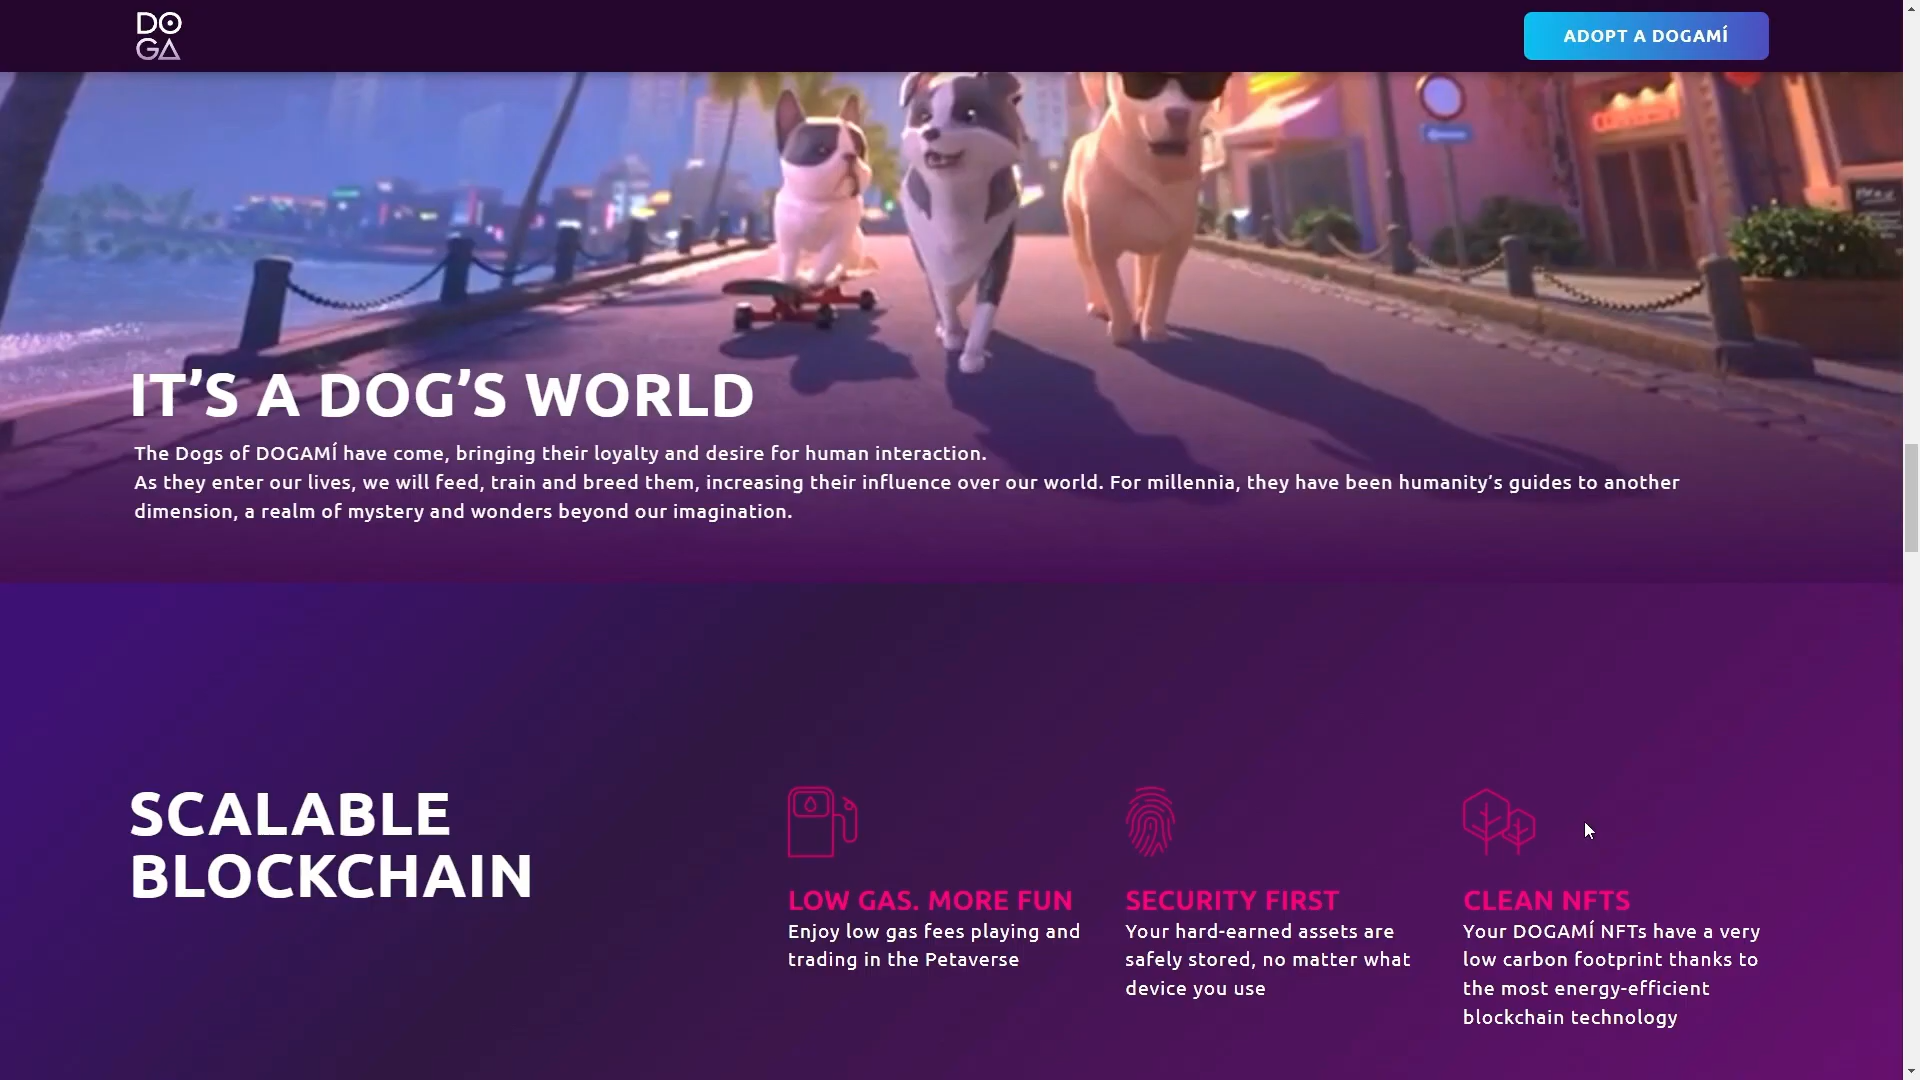 DO
GA
ADOPT A DOGAMÍ
IT’S A DOG’S WORLD
The Dogs of DOGAMÍ have come, bringing their loyalty and desire for human interaction.
As they enter our lives, we will feed, train and breed them, increasing their influence over our world. For millennia, they have been humanity’s guides to another
dimension, a realm of mystery and wonders beyond our imagination.
SCALABLE
BLOCKCHAIN
LOW GAS. MORE FUN
Enjoy low gas fees playing and
trading in the Petaverse
SECURITY FIRST
Your hard-earned assets are
safely stored, no matter what
device you use
CLEAN NFTS
Your DOGAMÍ NFTs have a very
low carbon footprint thanks to
the most energy-efficient
blockchain technology